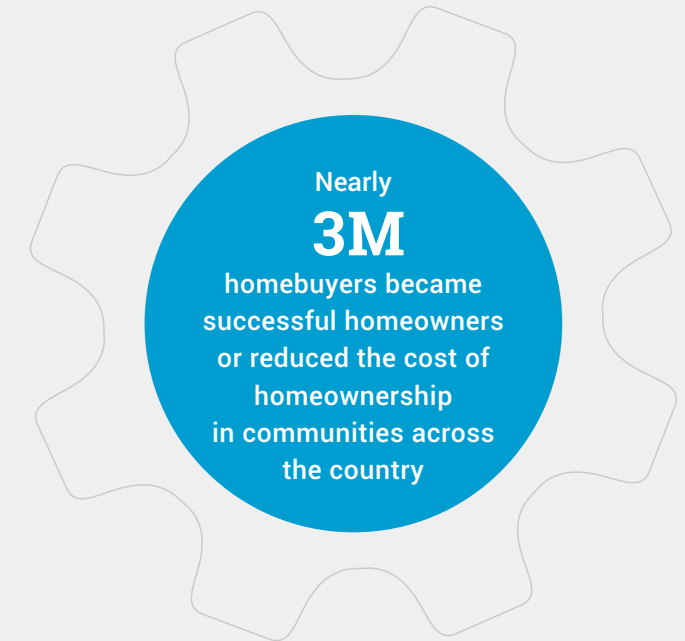 Nearly
3M
homebuyers became
successful homeowners
or reduced the cost of
homeownership
in communities across
the country